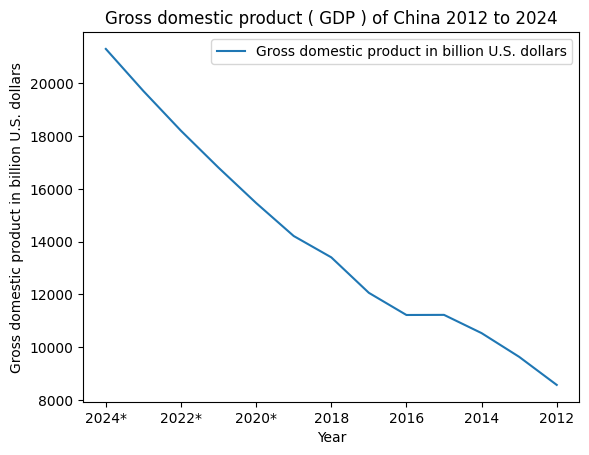 Gross domestic product ( GDP ) of China 2012 to 2024
Gross domestic product in billion U.S. dollars
Gross domestic product in billion U.S. dollars
20000
18000
16000
14000
12000
10000
8000
2024* 2022* 2020* 2018 2016 2014 2012
Year